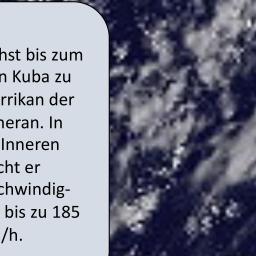 hst bis zum
n Kuba zu
rrikan der
neran. In
Inneren
cht er
chwindig-
bis zu 185
/h.